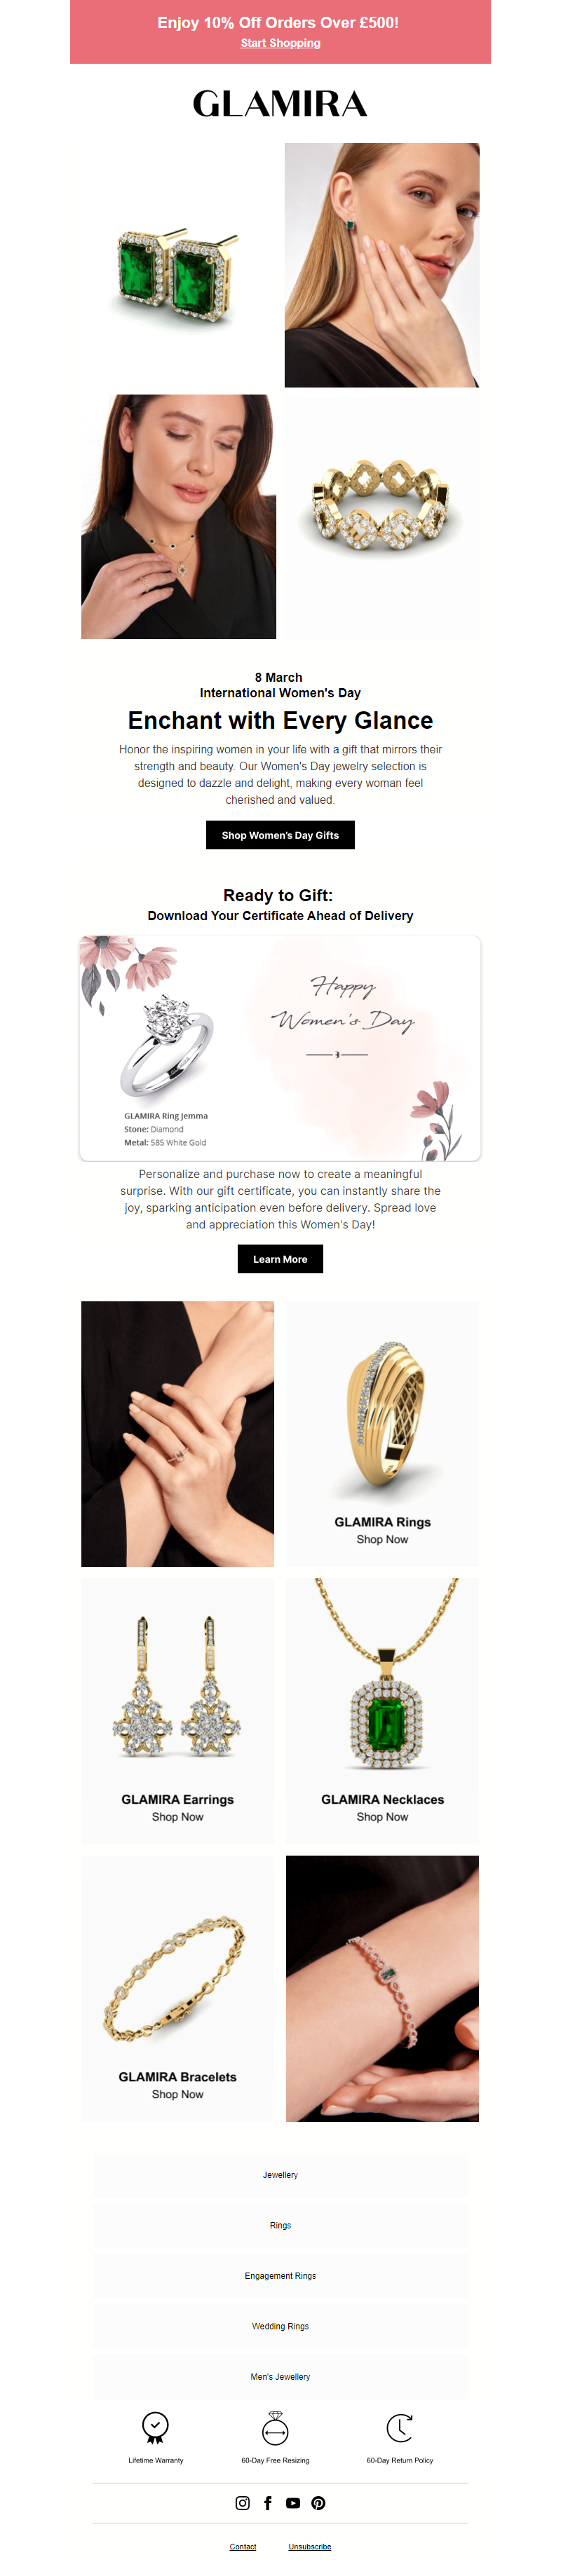 Enjoy 10% Off Orders Over £500!
Start Shopping
GLAMIRA
8 March
International Women's Day
Enchant with Every Glance
Honor the inspiring women in your life with a gift that mirrors their
strength and beauty. Our Women's Day jewelry selection is
designed to dazzle and delight, making every woman feel
cherished and valued.
Shop Women's Day Gifts
Ready to Gift:
Download Your Certificate Ahead of Delivery
Happy
Women's Day
GLAMIRA Ring Jemma
Stone: Diamond
Metal: 585 White Gold
Personalize and purchase now to create a meaningful
surprise. With our gift certificate, you can instantly share the
joy, sparking anticipation even before delivery. Spread love
and appreciation this Women's Day!
Learn More
GLAMIRA Rings
Shop Now
GLAMIRA Earrings
Shop Now
GLAMIRA Necklaces
Shop Now
GLAMIRA Bracelets
Shop Now
Jewellery
Rings
Engagement Rings
Wedding Rings
Men's Jewellery
Lifetime Warranty
60-Day Free Resizing
60-Day Return Policy
Contact
Unsubscribe